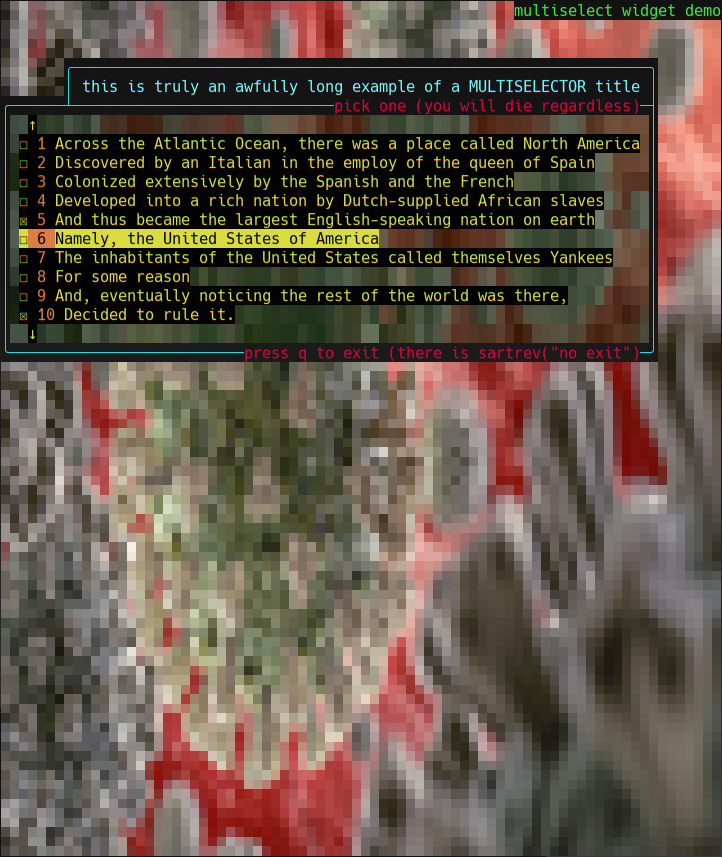 multiselect widget demo
this is truly an awfully long example of a MULTISELECTOR title
pick one (you will die regardless)
↑
☐ 1 Across the Atlantic Ocean, there was a place called North America
☐ 2 Discovered by an Italian in the employ of the queen of Spain
☐ 3 Colonized extensively by the Spanish and the French
☐ 4 Developed into a rich nation by Dutch-supplied African slaves
☒ 5 And thus became the largest English-speaking nation on earth
☐ 6 Namely, the United States of America
☐ 7 The inhabitants of the United States called themselves Yankees
☐ 8 For some reason
☐ 9 And, eventually noticing the rest of the world was there,
☒ 10 Decided to rule it.
↓
press q to exit (there is sartrev("no exit")